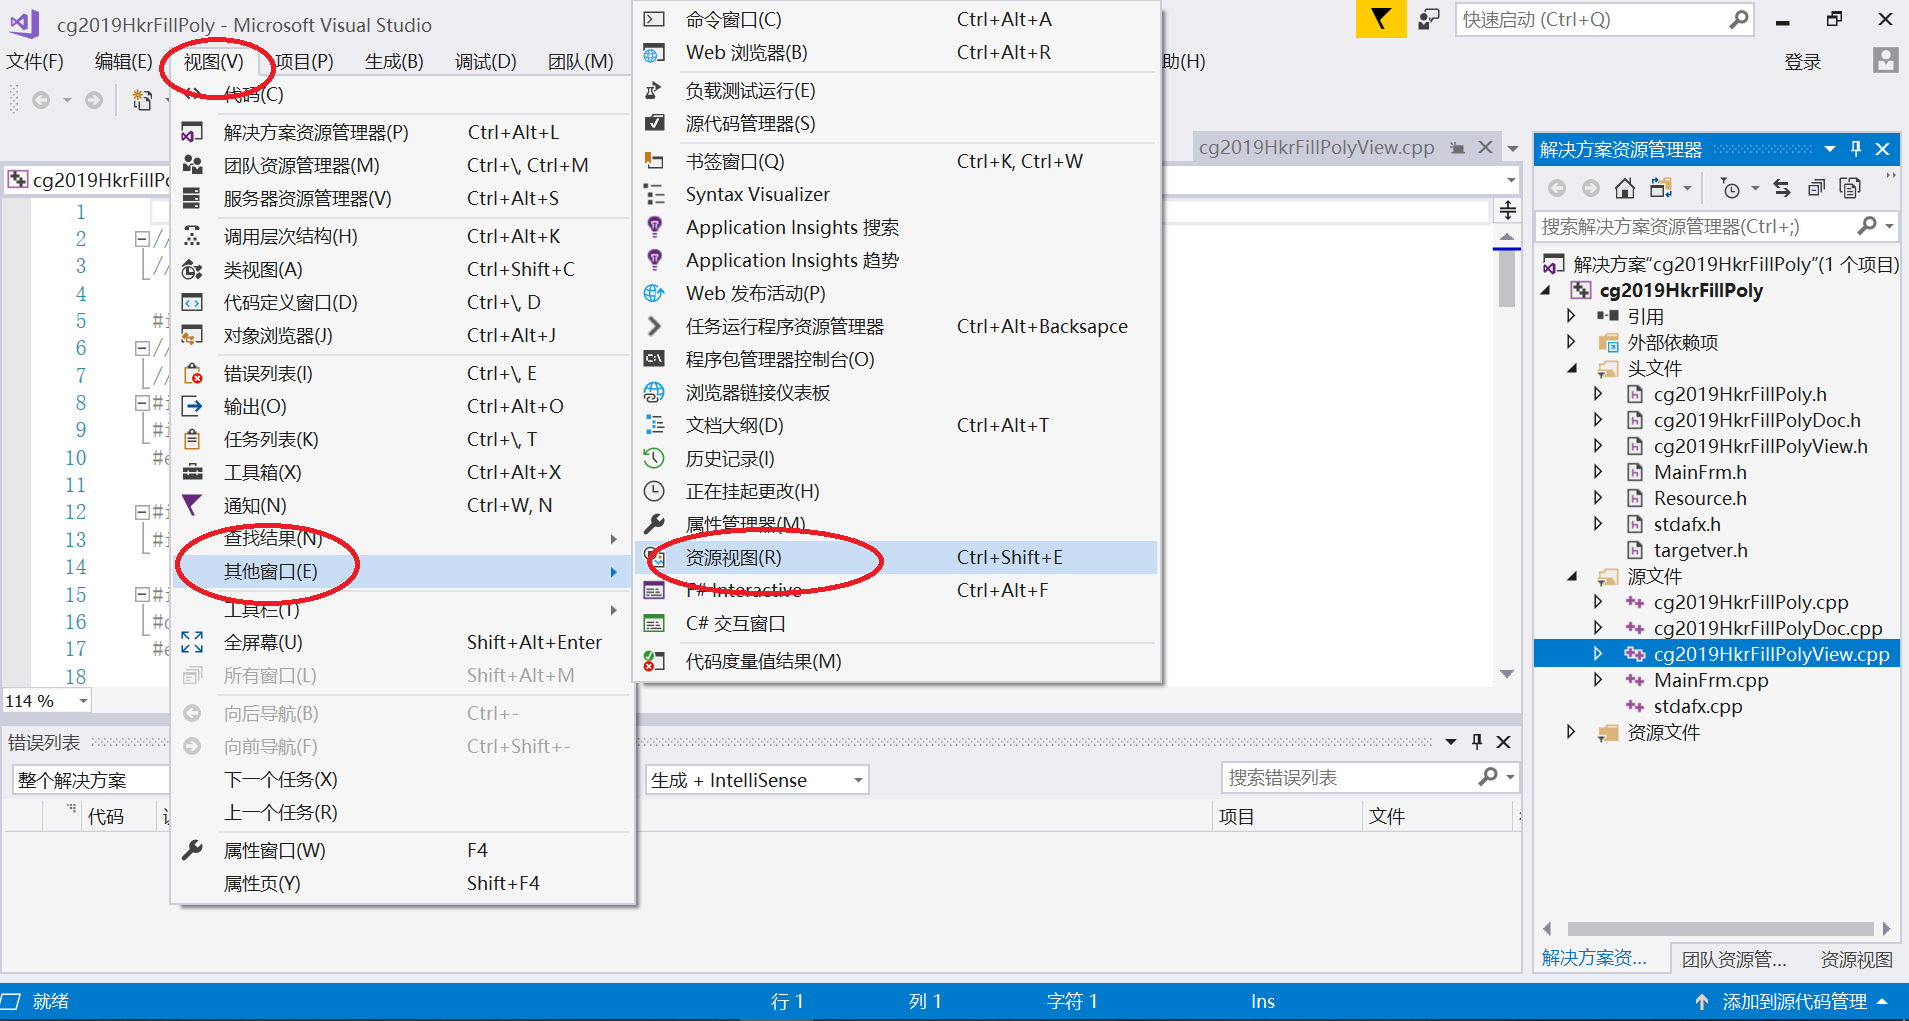 cg2019HkrFillPoly - Microsoft Visual Studio
快速启动 (Ctrl+Q)
文件(F) 编辑(E) 视图(V) 项目(P) 生成(B) 调试(D) 团队(M)
助(H)
登录
代码(C)
解决方案资源管理器(P) Ctrl+Alt+L
团队资源管理器(M) Ctrl+\, Ctrl+M
服务器资源管理器(V) Ctrl+Alt+S
调用层次结构(H) Ctrl+Alt+K
类视图(A) Ctrl+Shift+C
代码定义窗口(D) Ctrl+\, D
对象浏览器(J) Ctrl+Alt+J
错误列表(I) Ctrl+\, E
输出(O) Ctrl+Alt+O
任务列表(K) Ctrl+\, T
工具箱(X) Ctrl+Alt+X
通知(N) Ctrl+W, N
查找结果(N)
其他窗口(E)
工具栏(T)
全屏幕(U) Shift+Alt+Enter
所有窗口(L) Shift+Alt+M
向后导航(B) Ctrl+-
向前导航(F) Ctrl+Shift+-
下一个任务(X)
上一个任务(R)
属性窗口(W) F4
属性页(Y) Shift+F4
命令窗口(C) Ctrl+Alt+A
Web 浏览器(B) Ctrl+Alt+R
负载测试运行(E)
源代码管理器(S)
书签窗口(Q) Ctrl+K, Ctrl+W
Syntax Visualizer
Application Insights 搜索
Application Insights 趋势
Web 发布活动(P)
任务运行程序资源管理器 Ctrl+Alt+Backsapce
程序包管理器控制台(O)
浏览器链接仪表板
文档大纲(D) Ctrl+Alt+T
历史记录(I)
正在挂起更改(H)
属性管理器(M)
资源视图(R) Ctrl+Shift+E
F# Interactive Ctrl+Alt+F
C# 交互窗口
代码度量值结果(M)
cg2019HkrFillPolyView.cpp
cg2019HkrFillPo
1
2 //
3 //
4
5 #i
6 //
7 //
8 #i
9 #i
10 #e
11
12 #i
13 #i
14
15 #i
16 #d
17 #e
18
114 %
错误列表
整个解决方案
生成 + IntelliSense
搜索错误列表
代码
项目
文件
解决方案资源管理器
搜索解决方案资源管理器(Ctrl+;)
解决方案"cg2019HkrFillPoly"(1 个项目)
cg2019HkrFillPoly
引用
外部依赖项
头文件
cg2019HkrFillPoly.h
cg2019HkrFillPolyDoc.h
cg2019HkrFillPolyView.h
MainFrm.h
Resource.h
stdafx.h
targetver.h
源文件
cg2019HkrFillPoly.cpp
cg2019HkrFillPolyDoc.cpp
cg2019HkrFillPolyView.cpp
MainFrm.cpp
stdafx.cpp
资源文件
解决方案资... 团队资源管... 资源视图
就绪 行 1 列 1 字符 1 Ins 添加到源代码管理